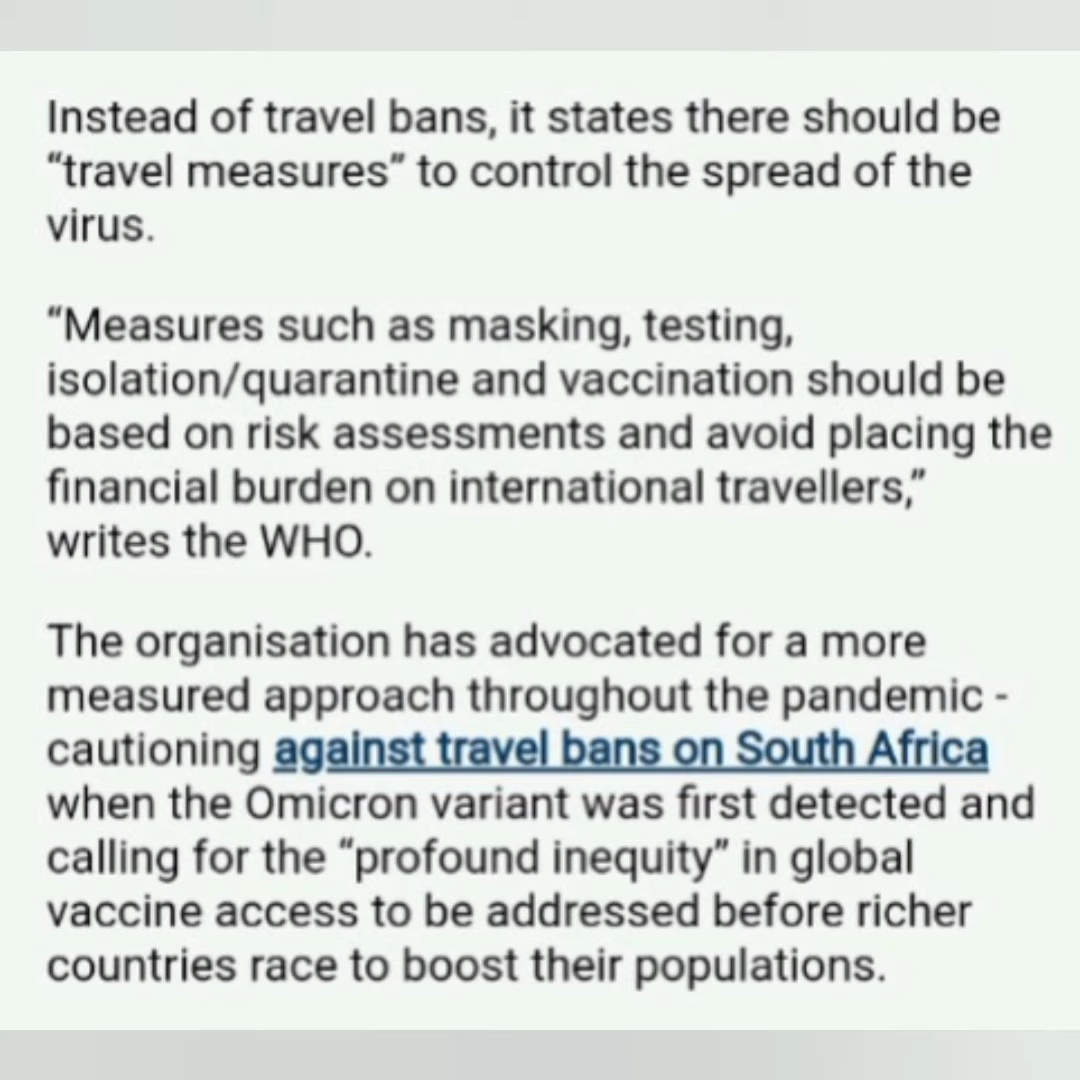 Instead of travel bans, it states there should be
“travel measures” to control the spread of the
virus.
“Measures such as masking, testing,
isolation/quarantine and vaccination should be
based on risk assessments and avoid placing the
financial burden on international travellers,”
writes the WHO.
The organisation has advocated for a more
measured approach throughout the pandemic -
cautioning against travel bans on South Africa
when the Omicron variant was first detected and
calling for the “profound inequity” in global
vaccine access to be addressed before richer
countries race to boost their populations.